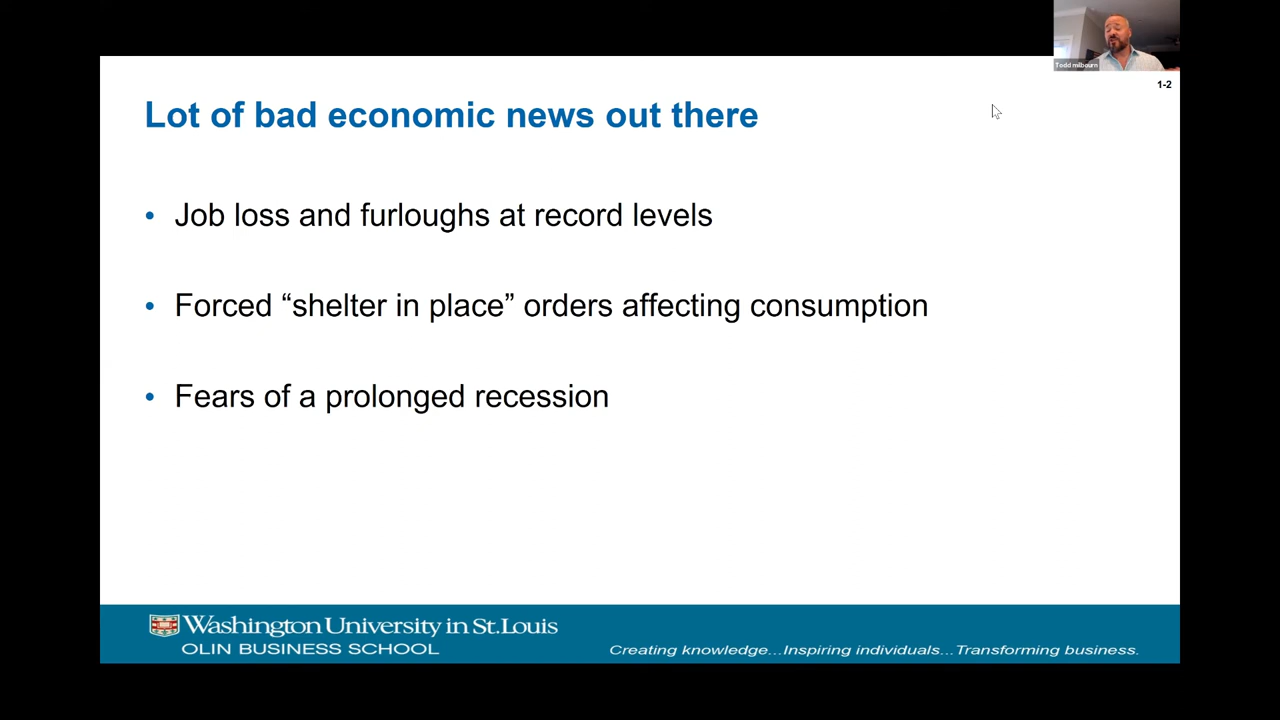 Todd milbourn
1-2
Lot of bad economic news out there
• Job loss and furloughs at record levels
• Forced “shelter in place” orders affecting consumption
• Fears of a prolonged recession
Washington University in St.Louis
OLIN BUSINESS SCHOOL
Creating knowledge...Inspiring individuals...Transforming business.